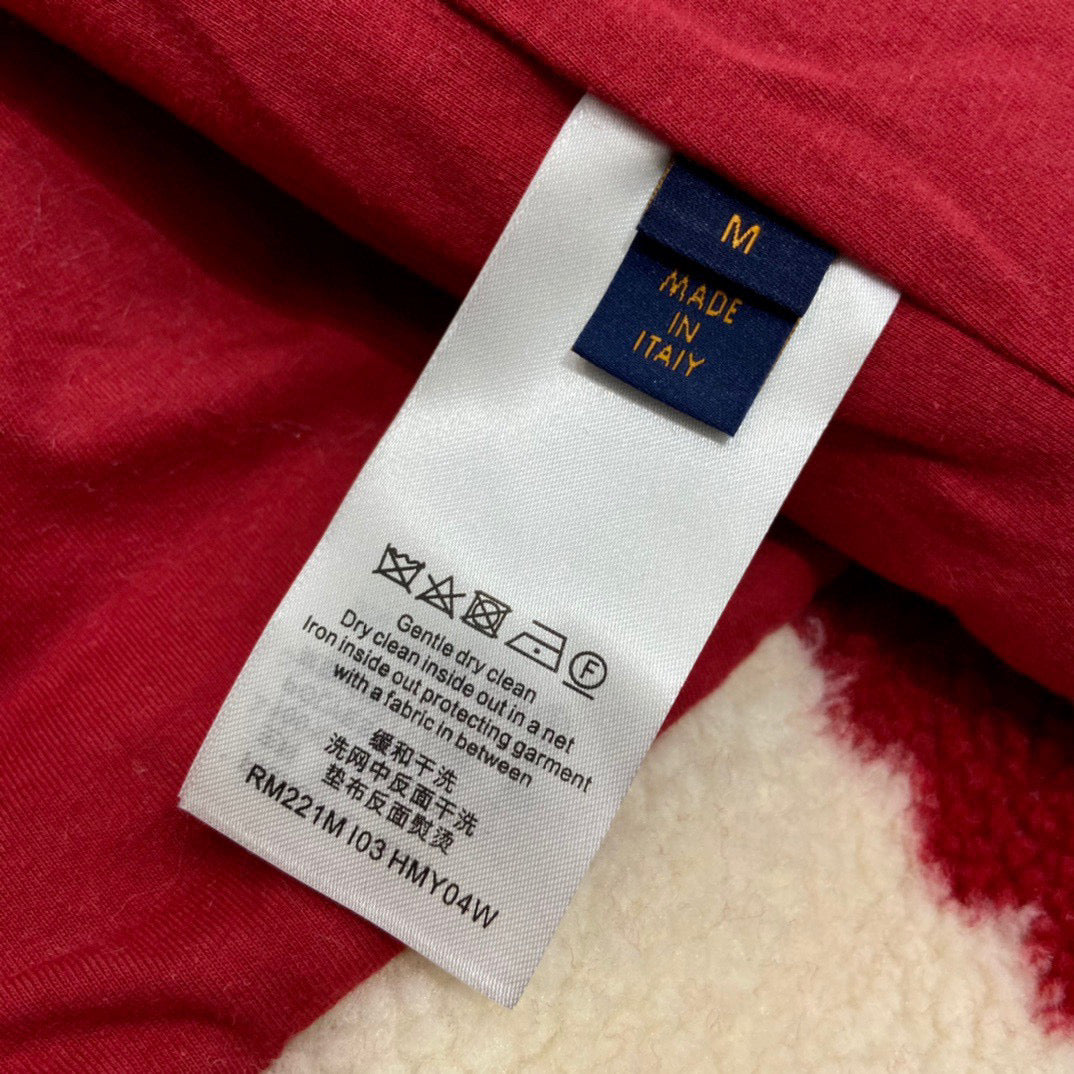 M
MADE
IN
ITAIY
F
Gentle dry clean
Dry clean inside out in a net
Iron inside out protecting garment
with a fabric in between
缓和干洗
洗网中反面干洗
垫布反面熨烫
RM221M I03 HMY04W